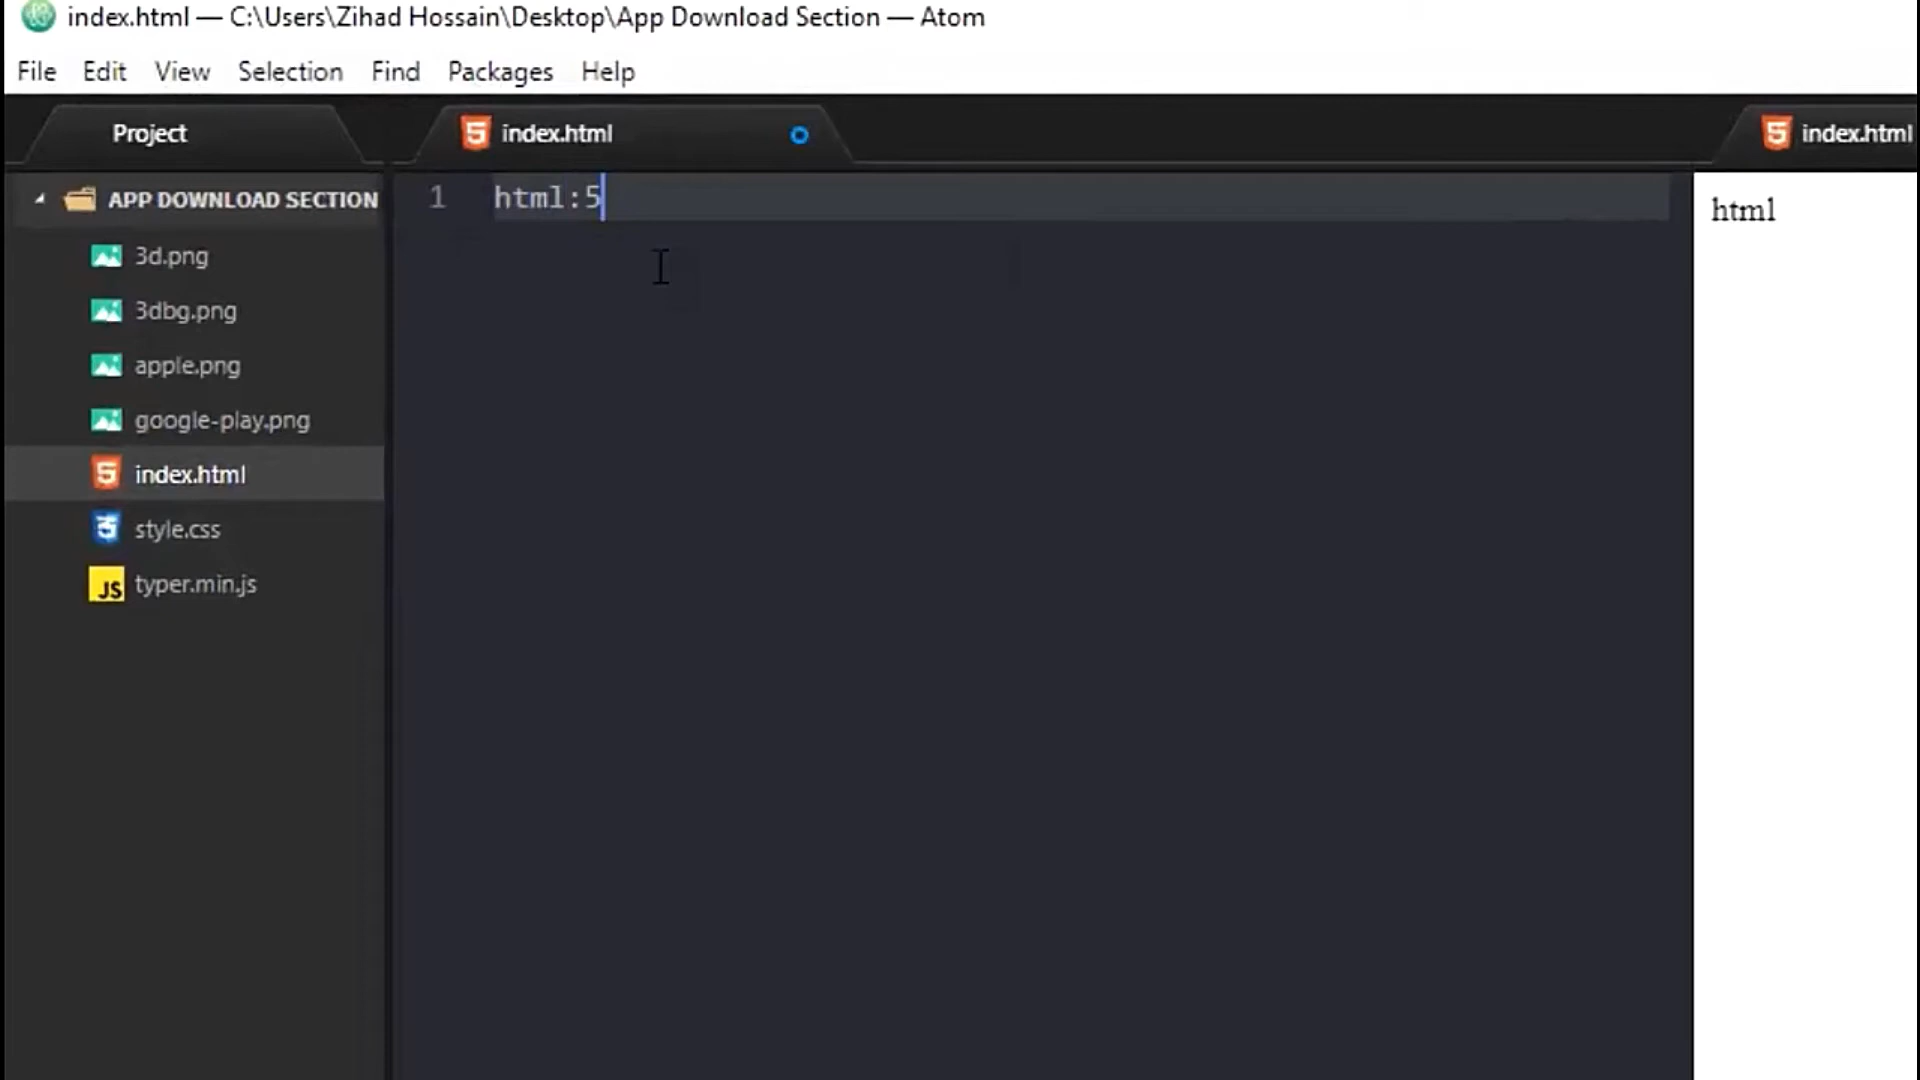 index.html — C:\Users\Zihad Hossain\Desktop\App Download Section — Atom
File Edit View Selection Find Packages Help
Project
index.html
index.html
APP DOWNLOAD SECTION
3d.png
3dbg.png
apple.png
google-play.png
index.html
style.css
JS typer.min.js
1 html:5
html